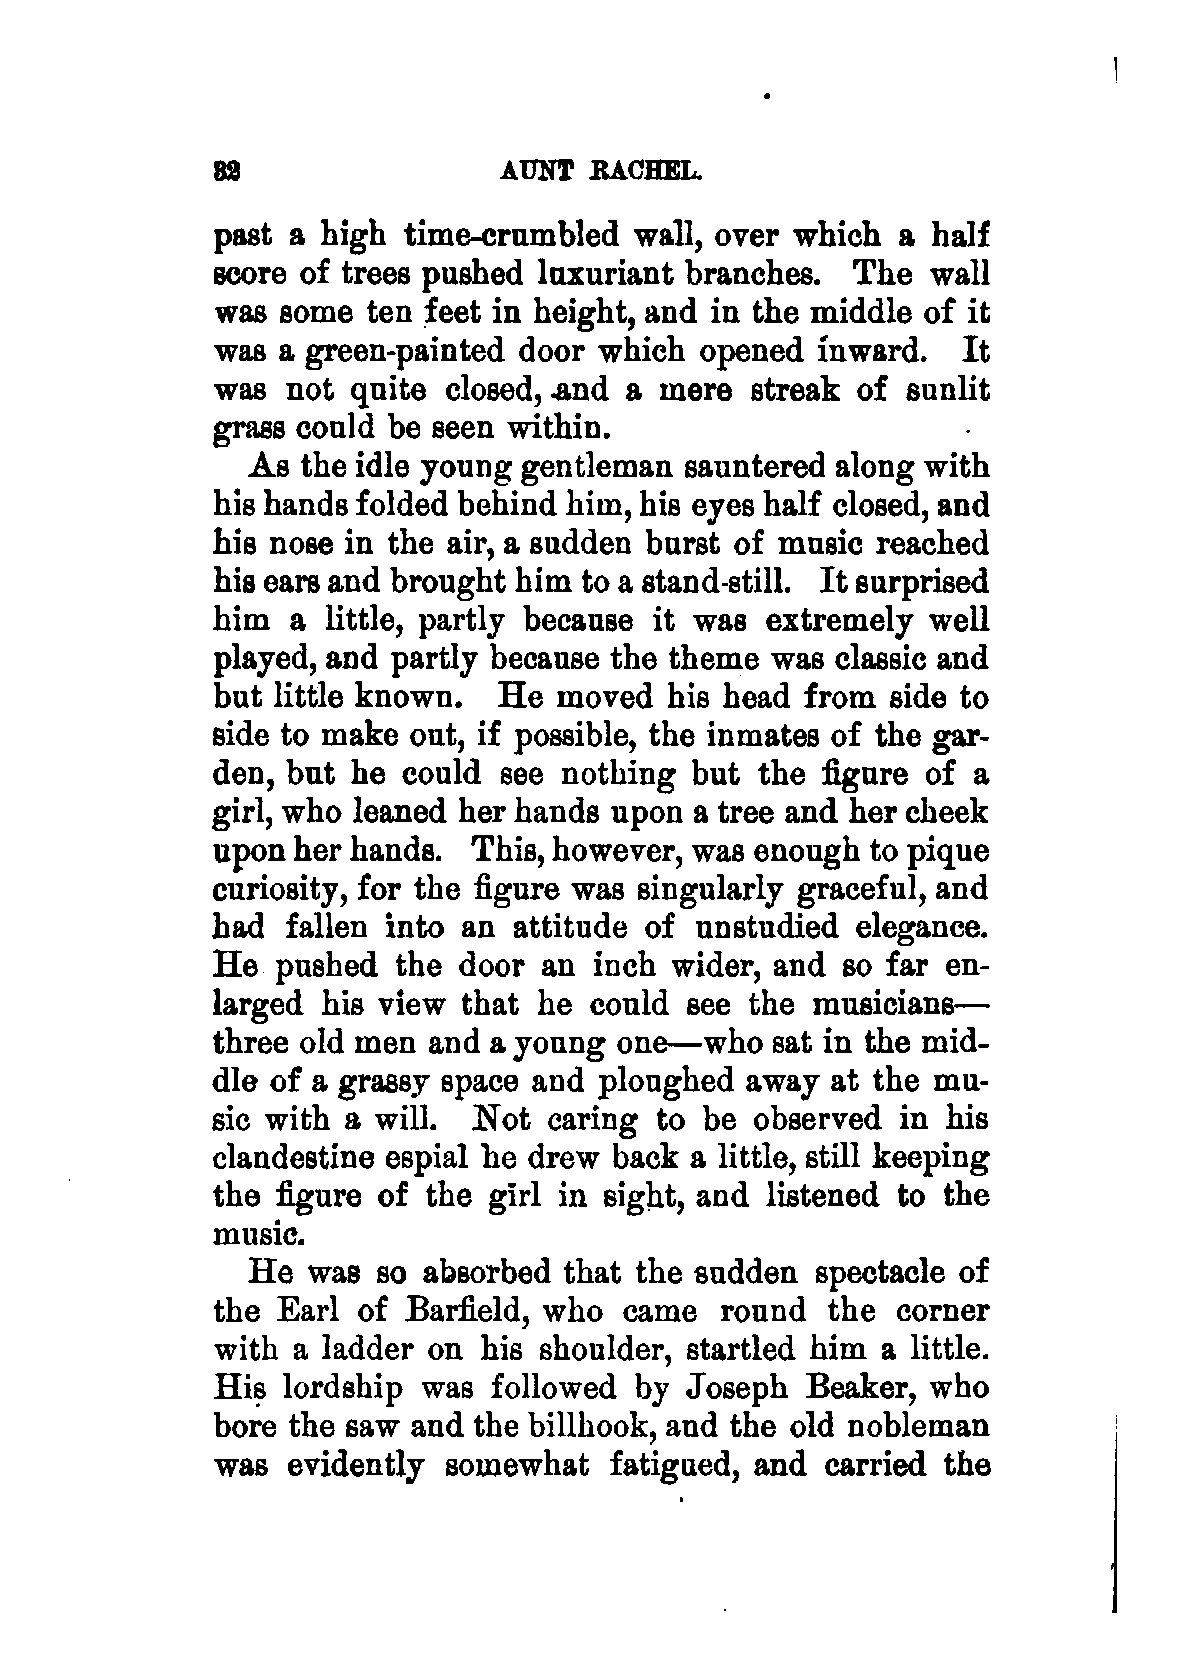 32 AUNT RACHEL.
past a high time-crumbled wall, over which a half
score of trees pushed luxuriant branches. The wall
was some ten feet in height, and in the middle of it
was a green-painted door which opened inward. It
was not quite closed, and a mere streak of sunlit
grass could be seen within.
As the idle young gentleman sauntered along with
his hands folded behind him, his eyes half closed, and
his nose in the air, a sudden burst of music reached
his ears and brought him to a stand-still. It surprised
him a little, partly because it was extremely well
played, and partly because the theme was classic and
but little known. He moved his head from side to
side to make out, if possible, the inmates of the gar-
den, but he could see nothing but the figure of a
girl, who leaned her hands upon a tree and her cheek
upon her hands. This, however, was enough to pique
curiosity, for the figure was singularly graceful, and
had fallen into an attitude of unstudied elegance.
He pushed the door an inch wider, and so far en-
larged his view that he could see the musicians—
three old men and a young one—who sat in the mid-
dle of a grassy space and ploughed away at the mu-
sic with a will. Not caring to be observed in his
clandestine espial he drew back a little, still keeping
the figure of the girl in sight, and listened to the
music.
He was so absorbed that the sudden spectacle of
the Earl of Barfield, who came round the corner
with a ladder on his shoulder, startled him a little.
His lordship was followed by Joseph Beaker, who
bore the saw and the billhook, and the old nobleman
was evidently somewhat fatigued, and carried the